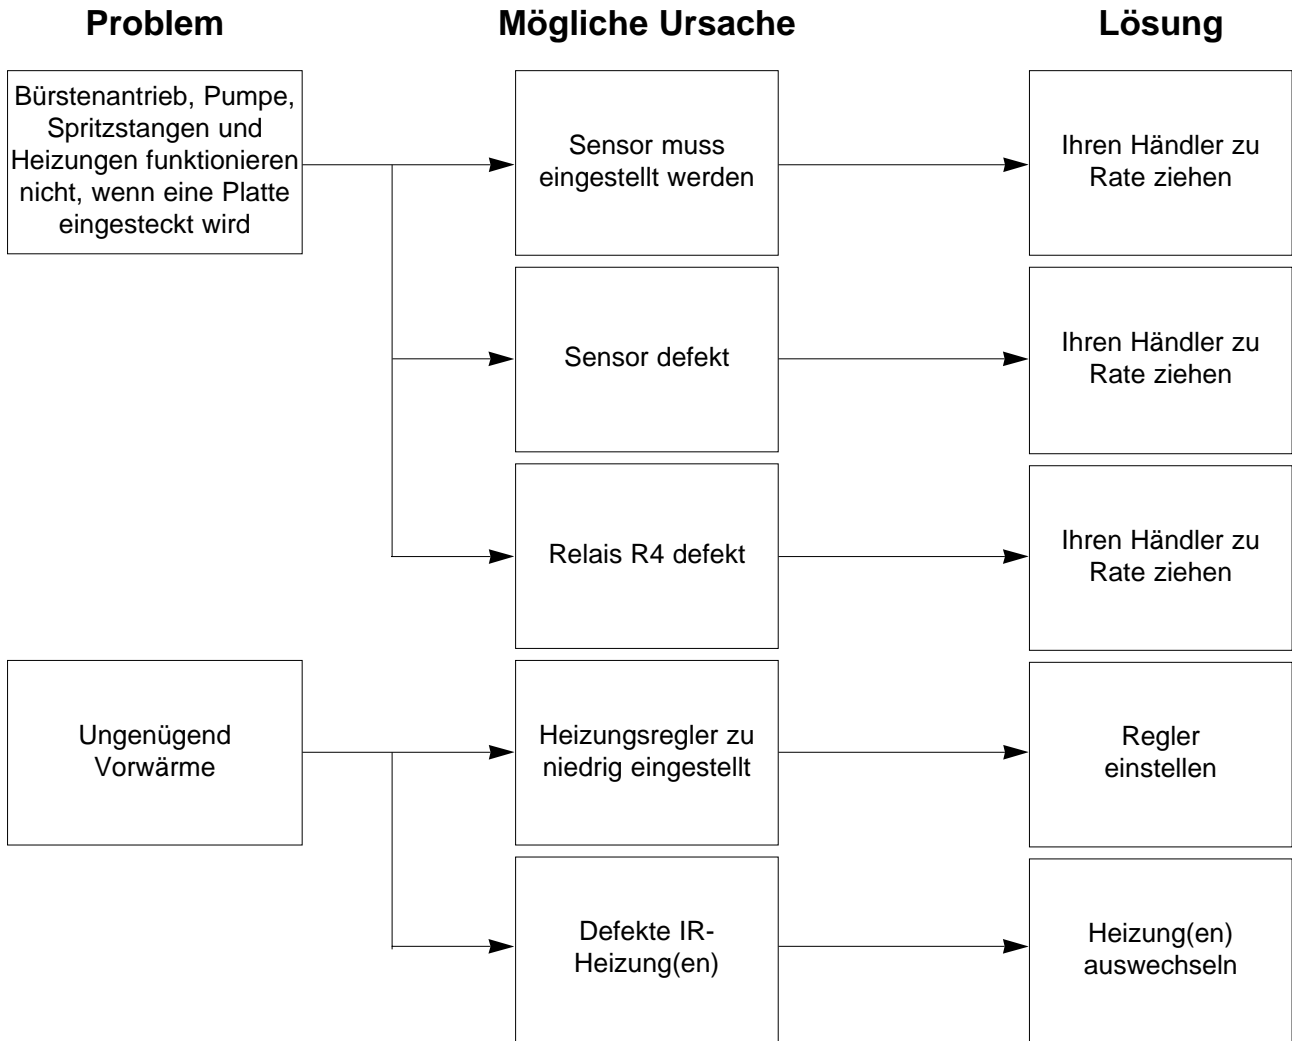 Problem
Mögliche Ursache
Lösung
Bürstenantrieb, Pumpe,
Spritzstangen und
Heizungen funktionieren
nicht, wenn eine Platte
eingesteckt wird
Sensor muss
eingestellt werden
Ihren Händler zu
Rate ziehen
Sensor defekt
Ihren Händler zu
Rate ziehen
Relais R4 defekt
Ihren Händler zu
Rate ziehen
Ungenügend
Vorwärme
Heizungsregler zu
niedrig eingestellt
Regler
einstellen
Defekte IR-
Heizung(en)
Heizung(en)
auswechseln